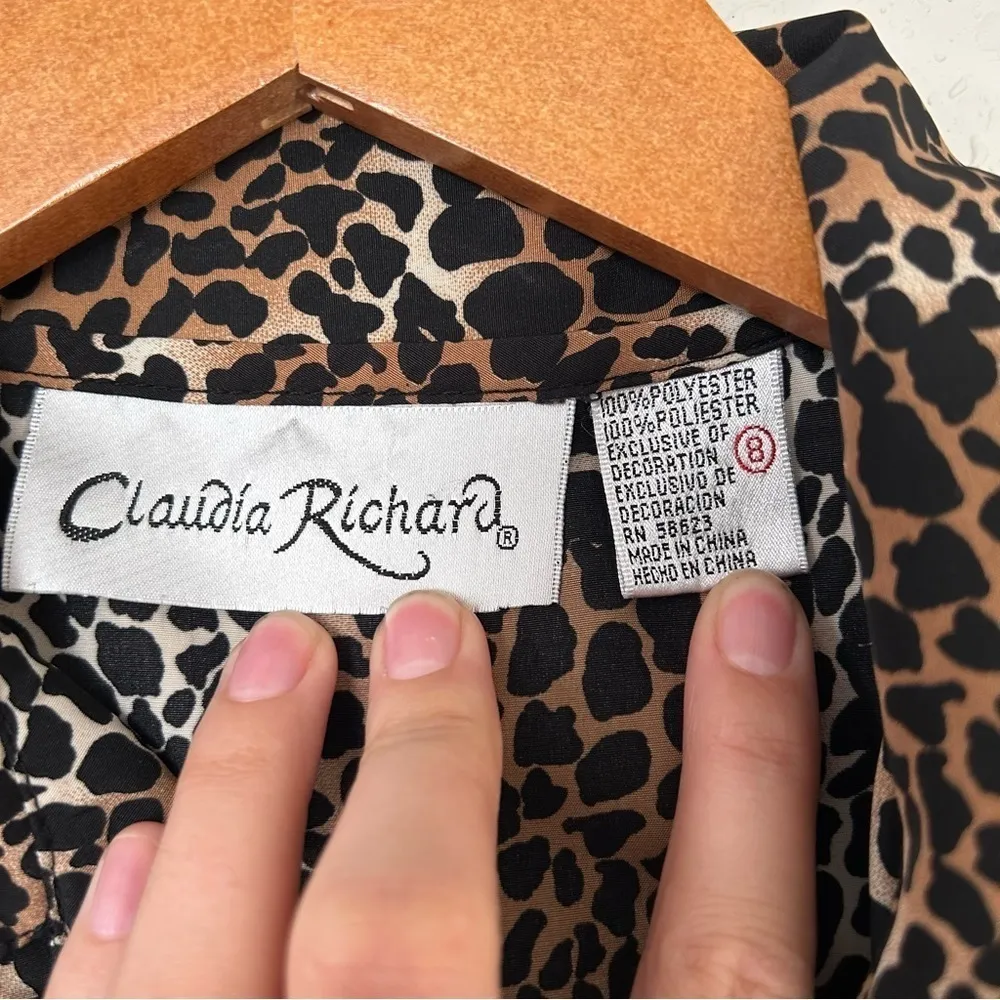 Claudia Richard®
100% POLYESTER
100% POLIESTER
EXCLUSIVE OF
DECORATION
EXCLUSIVO DE
DECORACION
RN 58623
MADE IN CHINA
HECHO EN CHINA
8